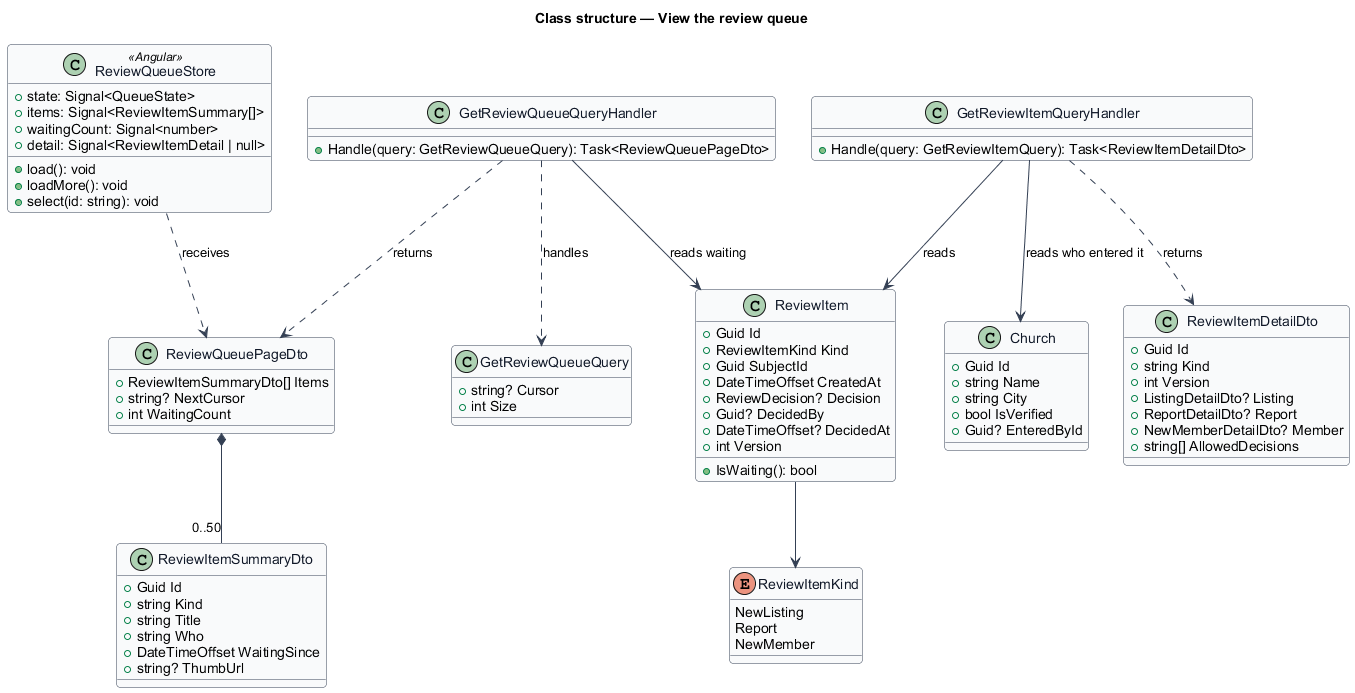 Class structure — View the review queue
«Angular»
C ReviewQueueStore
state: Signal<QueueState>
items: Signal<ReviewItemSummary[]>
waitingCount: Signal<number>
detail: Signal<ReviewItemDetail | null>
load(): void
loadMore(): void
select(id: string): void
C GetReviewQueueQueryHandler
Handle(query: GetReviewQueueQuery): Task<ReviewQueuePageDto>
C GetReviewItemQueryHandler
Handle(query: GetReviewItemQuery): Task<ReviewItemDetailDto>
receives
returns
handles
reads waiting
reads
reads who entered it
returns
C ReviewQueuePageDto
ReviewItemSummaryDto[] Items
string? NextCursor
int WaitingCount
C GetReviewQueueQuery
string? Cursor
int Size
C ReviewItem
Guid Id
ReviewItemKind Kind
Guid SubjectId
DateTimeOffset CreatedAt
ReviewDecision? Decision
Guid? DecidedBy
DateTimeOffset? DecidedAt
int Version
IsWaiting(): bool
C Church
Guid Id
string Name
string City
bool IsVerified
Guid? EnteredById
C ReviewItemDetailDto
Guid Id
string Kind
int Version
ListingDetailDto? Listing
ReportDetailDto? Report
NewMemberDetailDto? Member
string[] AllowedDecisions
0..50
C ReviewItemSummaryDto
Guid Id
string Kind
string Title
string Who
DateTimeOffset WaitingSince
string? ThumbUrl
E ReviewItemKind
NewListing
Report
NewMember